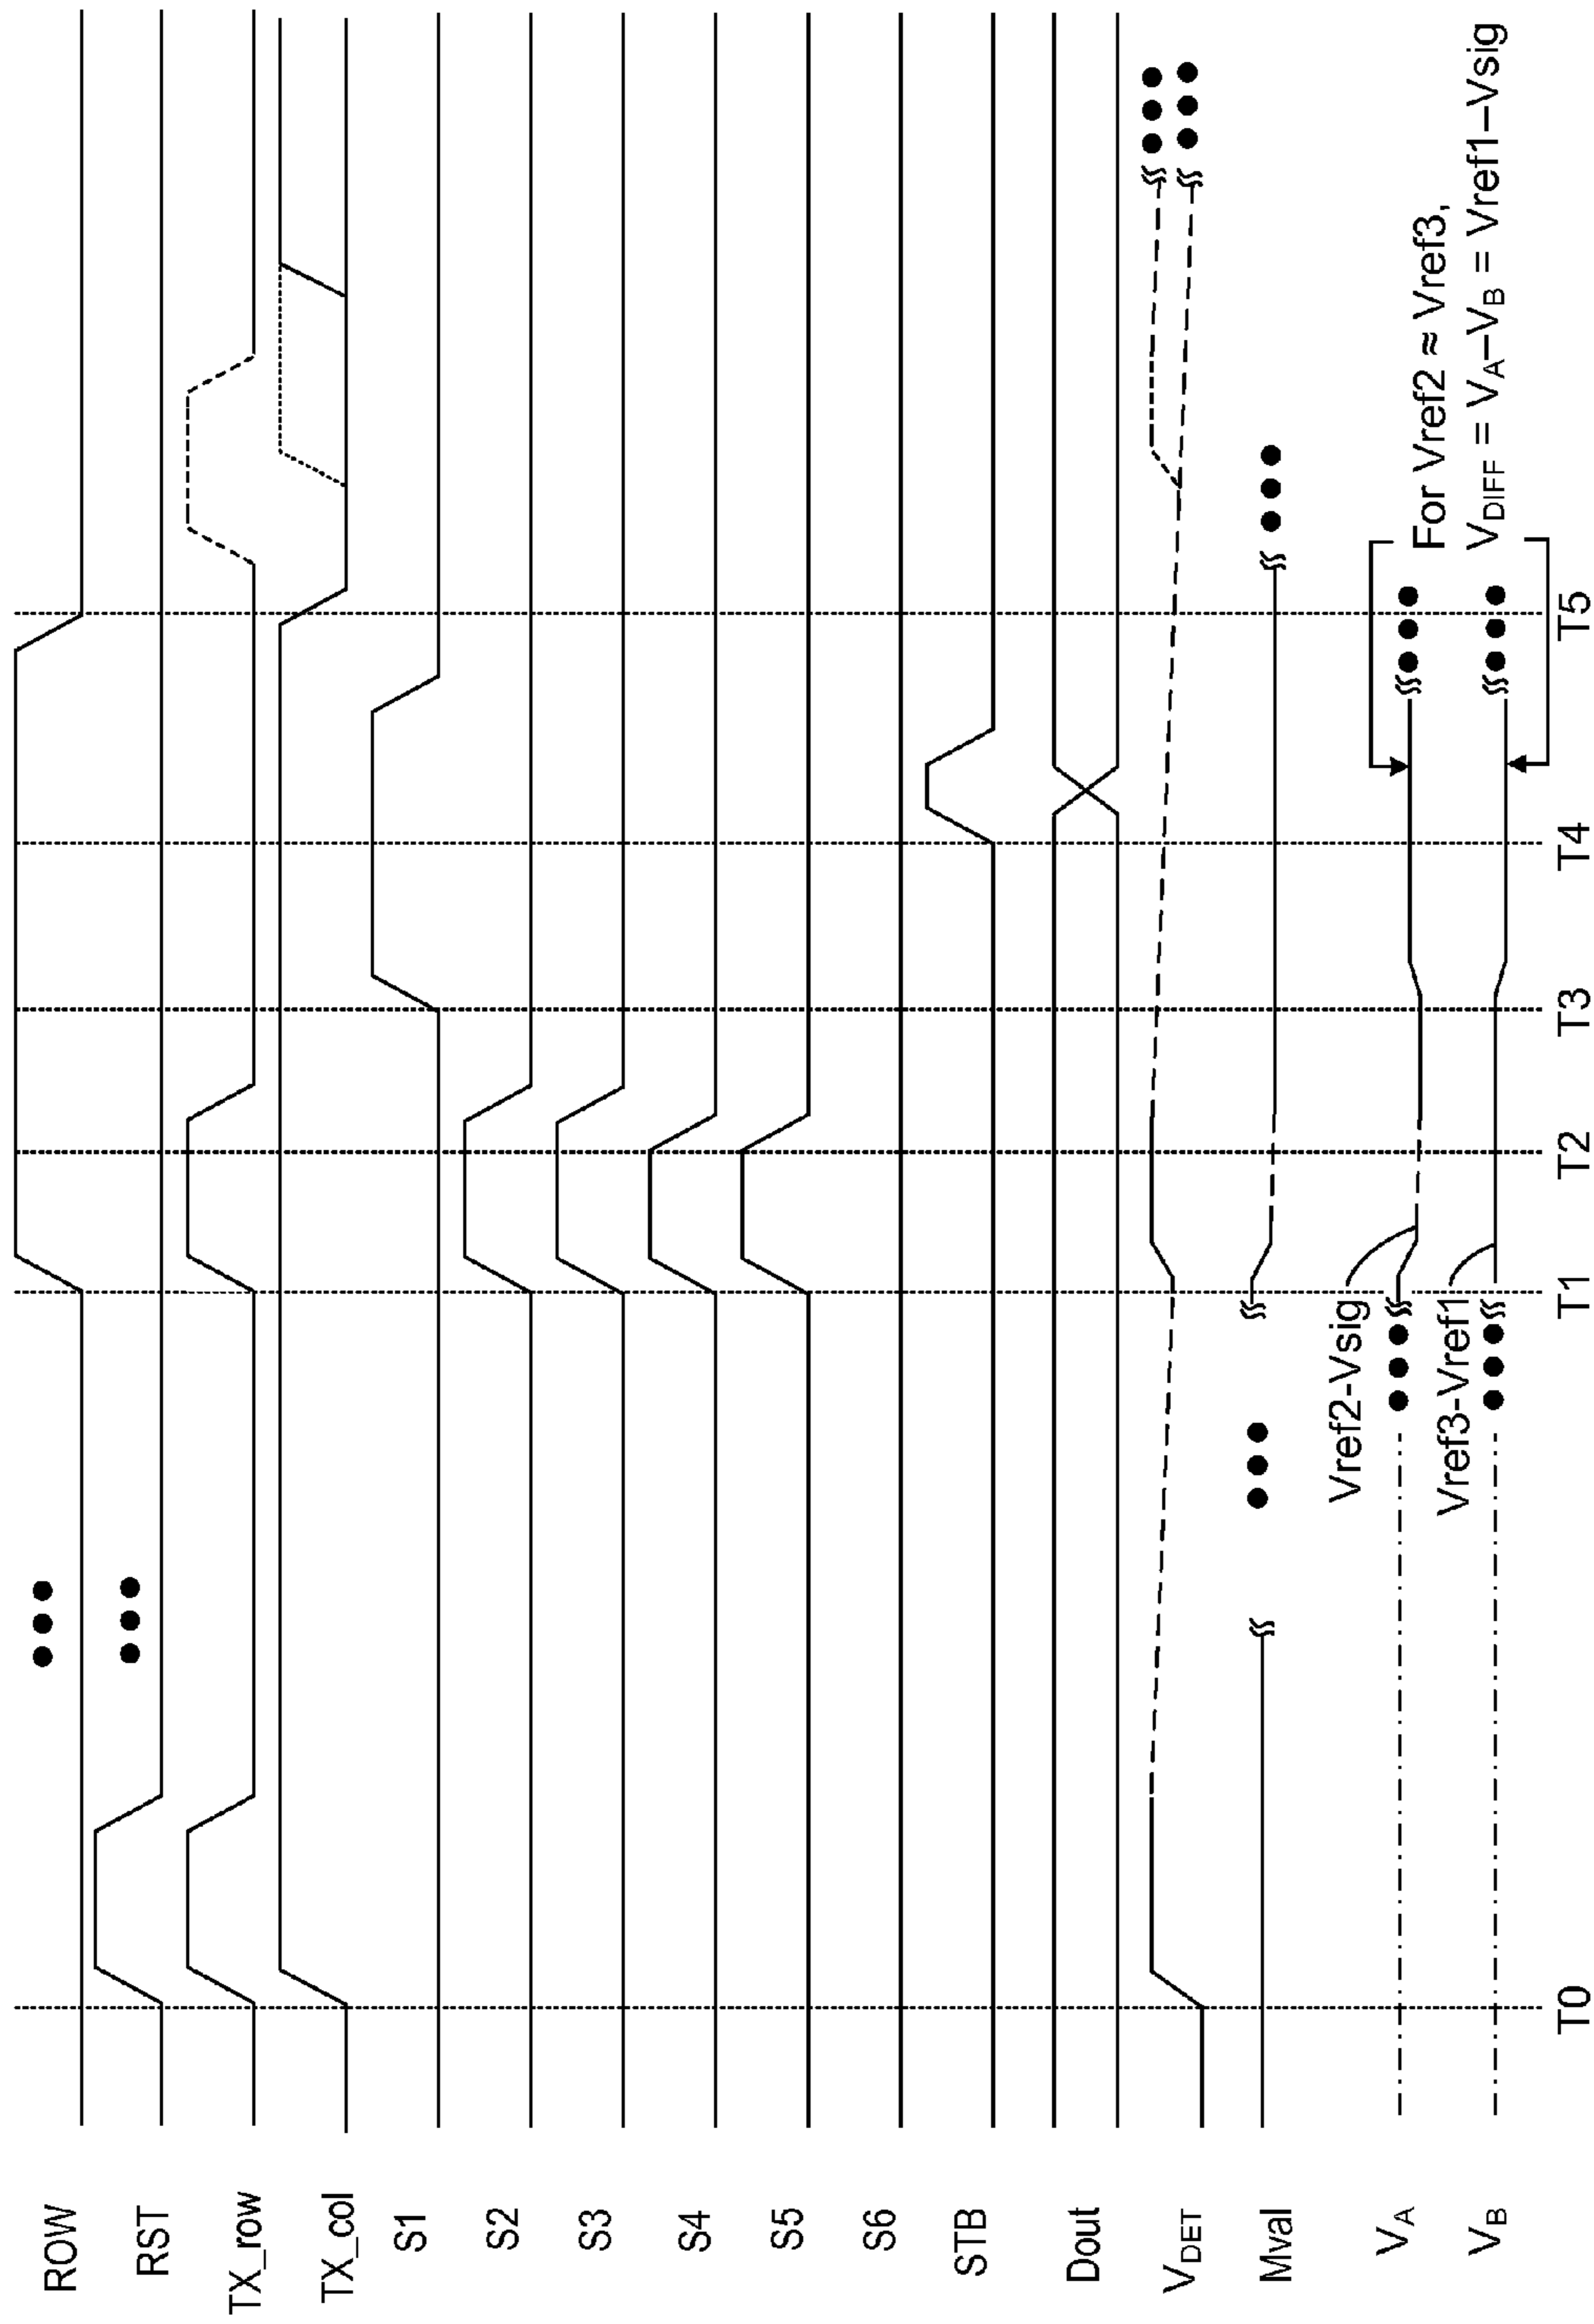 ROW
RST
TX_row
TX_col
S1
S2
S3
S4
S5
S6
STB
Dout
VDET
Mval
VA
VB
Vref2-Vsig
Vref3-Vref1
For Vref2 ≈ Vref3,
VDIFF = VA–VB = Vref1–Vsig
T0
T1
T2
T3
T4
T5